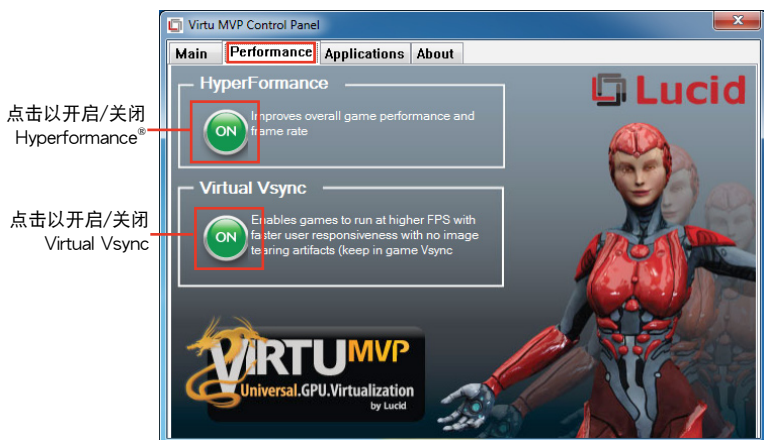 Virtu MVP Control Panel
Main Performance Applications About
HyperFormance
ON
Improves overall game performance and
frame rate
点击以开启/关闭
Hyperformance®
Virtual Vsync
ON
Enables games to run at higher FPS with
faster user responsiveness with no image
tearing artifacts (keep in game Vsync
点击以开启/关闭
Virtual Vsync
Lucid
VIRTU MVP
Universal.GPU.Virtualization
by Lucid